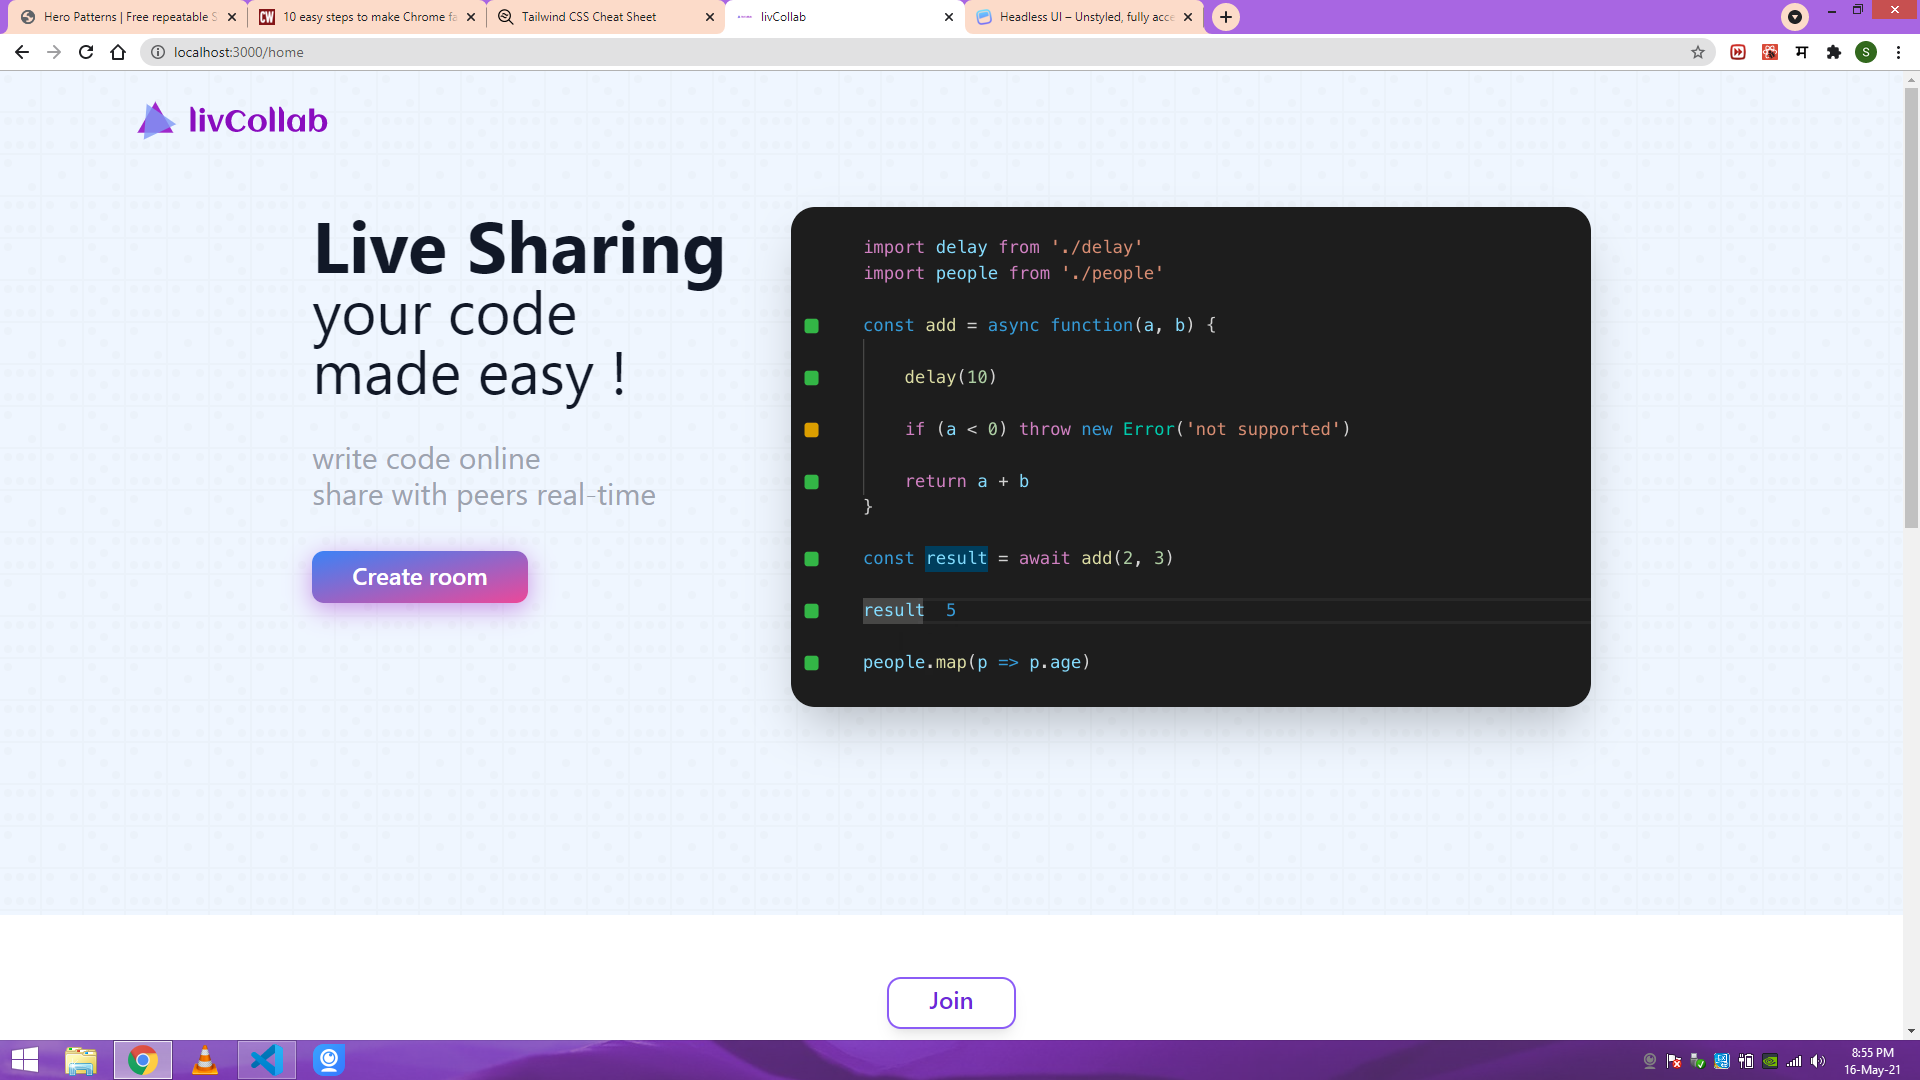 Hero Patterns | Free repeatable S
10 easy steps to make Chrome fa
Tailwind CSS Cheat Sheet
livCollab
Headless UI – Unstyled, fully acce
localhost:3000/home
S
livCollab
Live Sharing
your code
made easy !
write code online
share with peers real-time
Create room
import delay from './delay'
import people from './people'
const add = async function(a, b) {
delay(10)
if (a < 0) throw new Error('not supported')
return a + b
}
const result = await add(2, 3)
result 5
people.map(p => p.age)
Join
8:55 PM
16-May-21